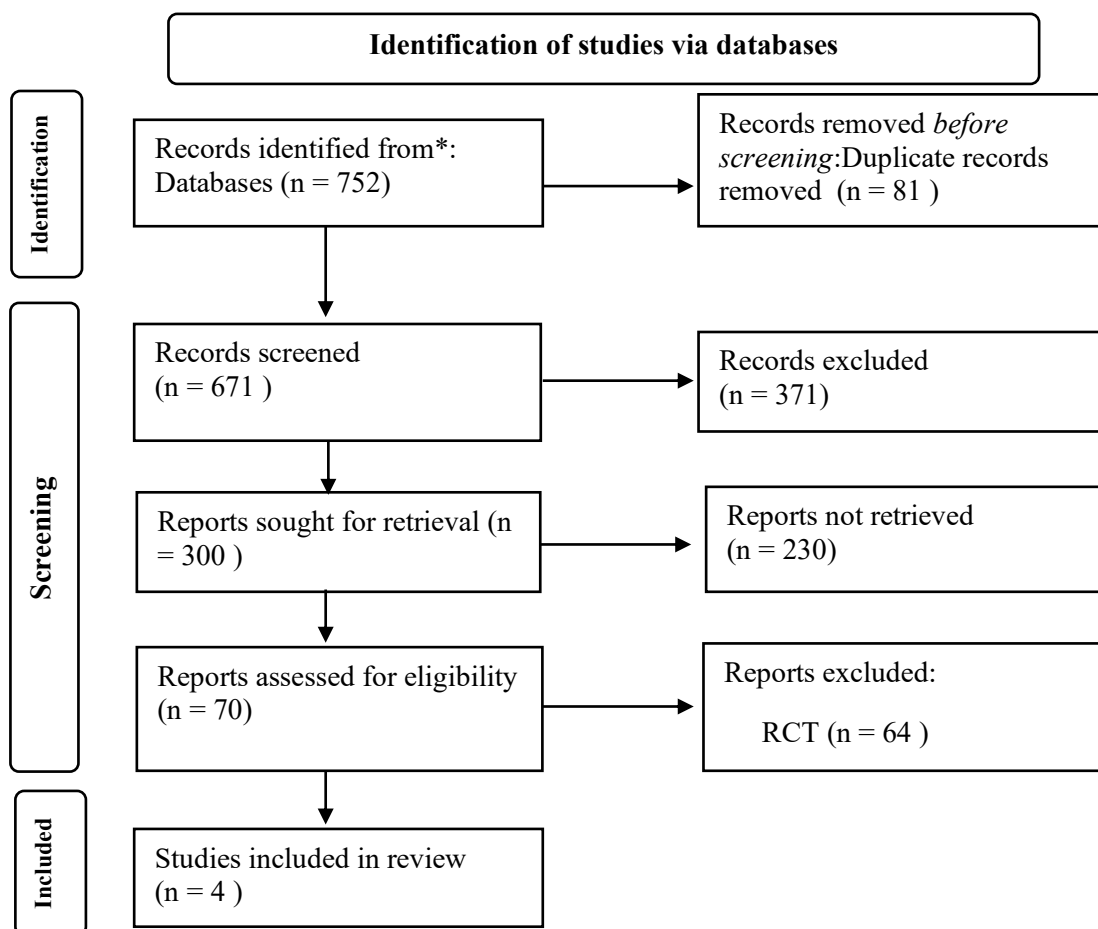 Identification of studies via databases
Identification
Records identified from*:
Databases (n = 752)
Records removed before
screening:Duplicate records
removed  (n = 81 )
Screening
Records screened
(n = 671 )
Records excluded
(n = 371)
Reports sought for retrieval (n
= 300 )
Reports not retrieved
(n = 230)
Reports assessed for eligibility
(n = 70)
Reports excluded:
RCT (n = 64 )
Included
Studies included in review
(n = 4 )